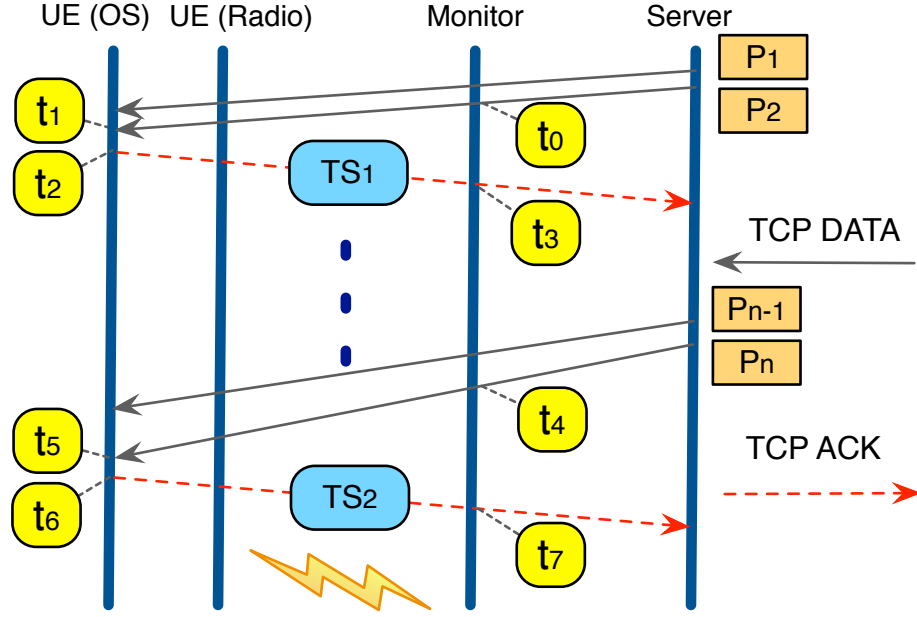 UE (OS) UE (Radio) Monitor Server
P1
t1
P2
t0
t2
TS1
t3
TCP DATA
Pn-1
Pn
t4
t5
TCP ACK
TS2
t6
t7